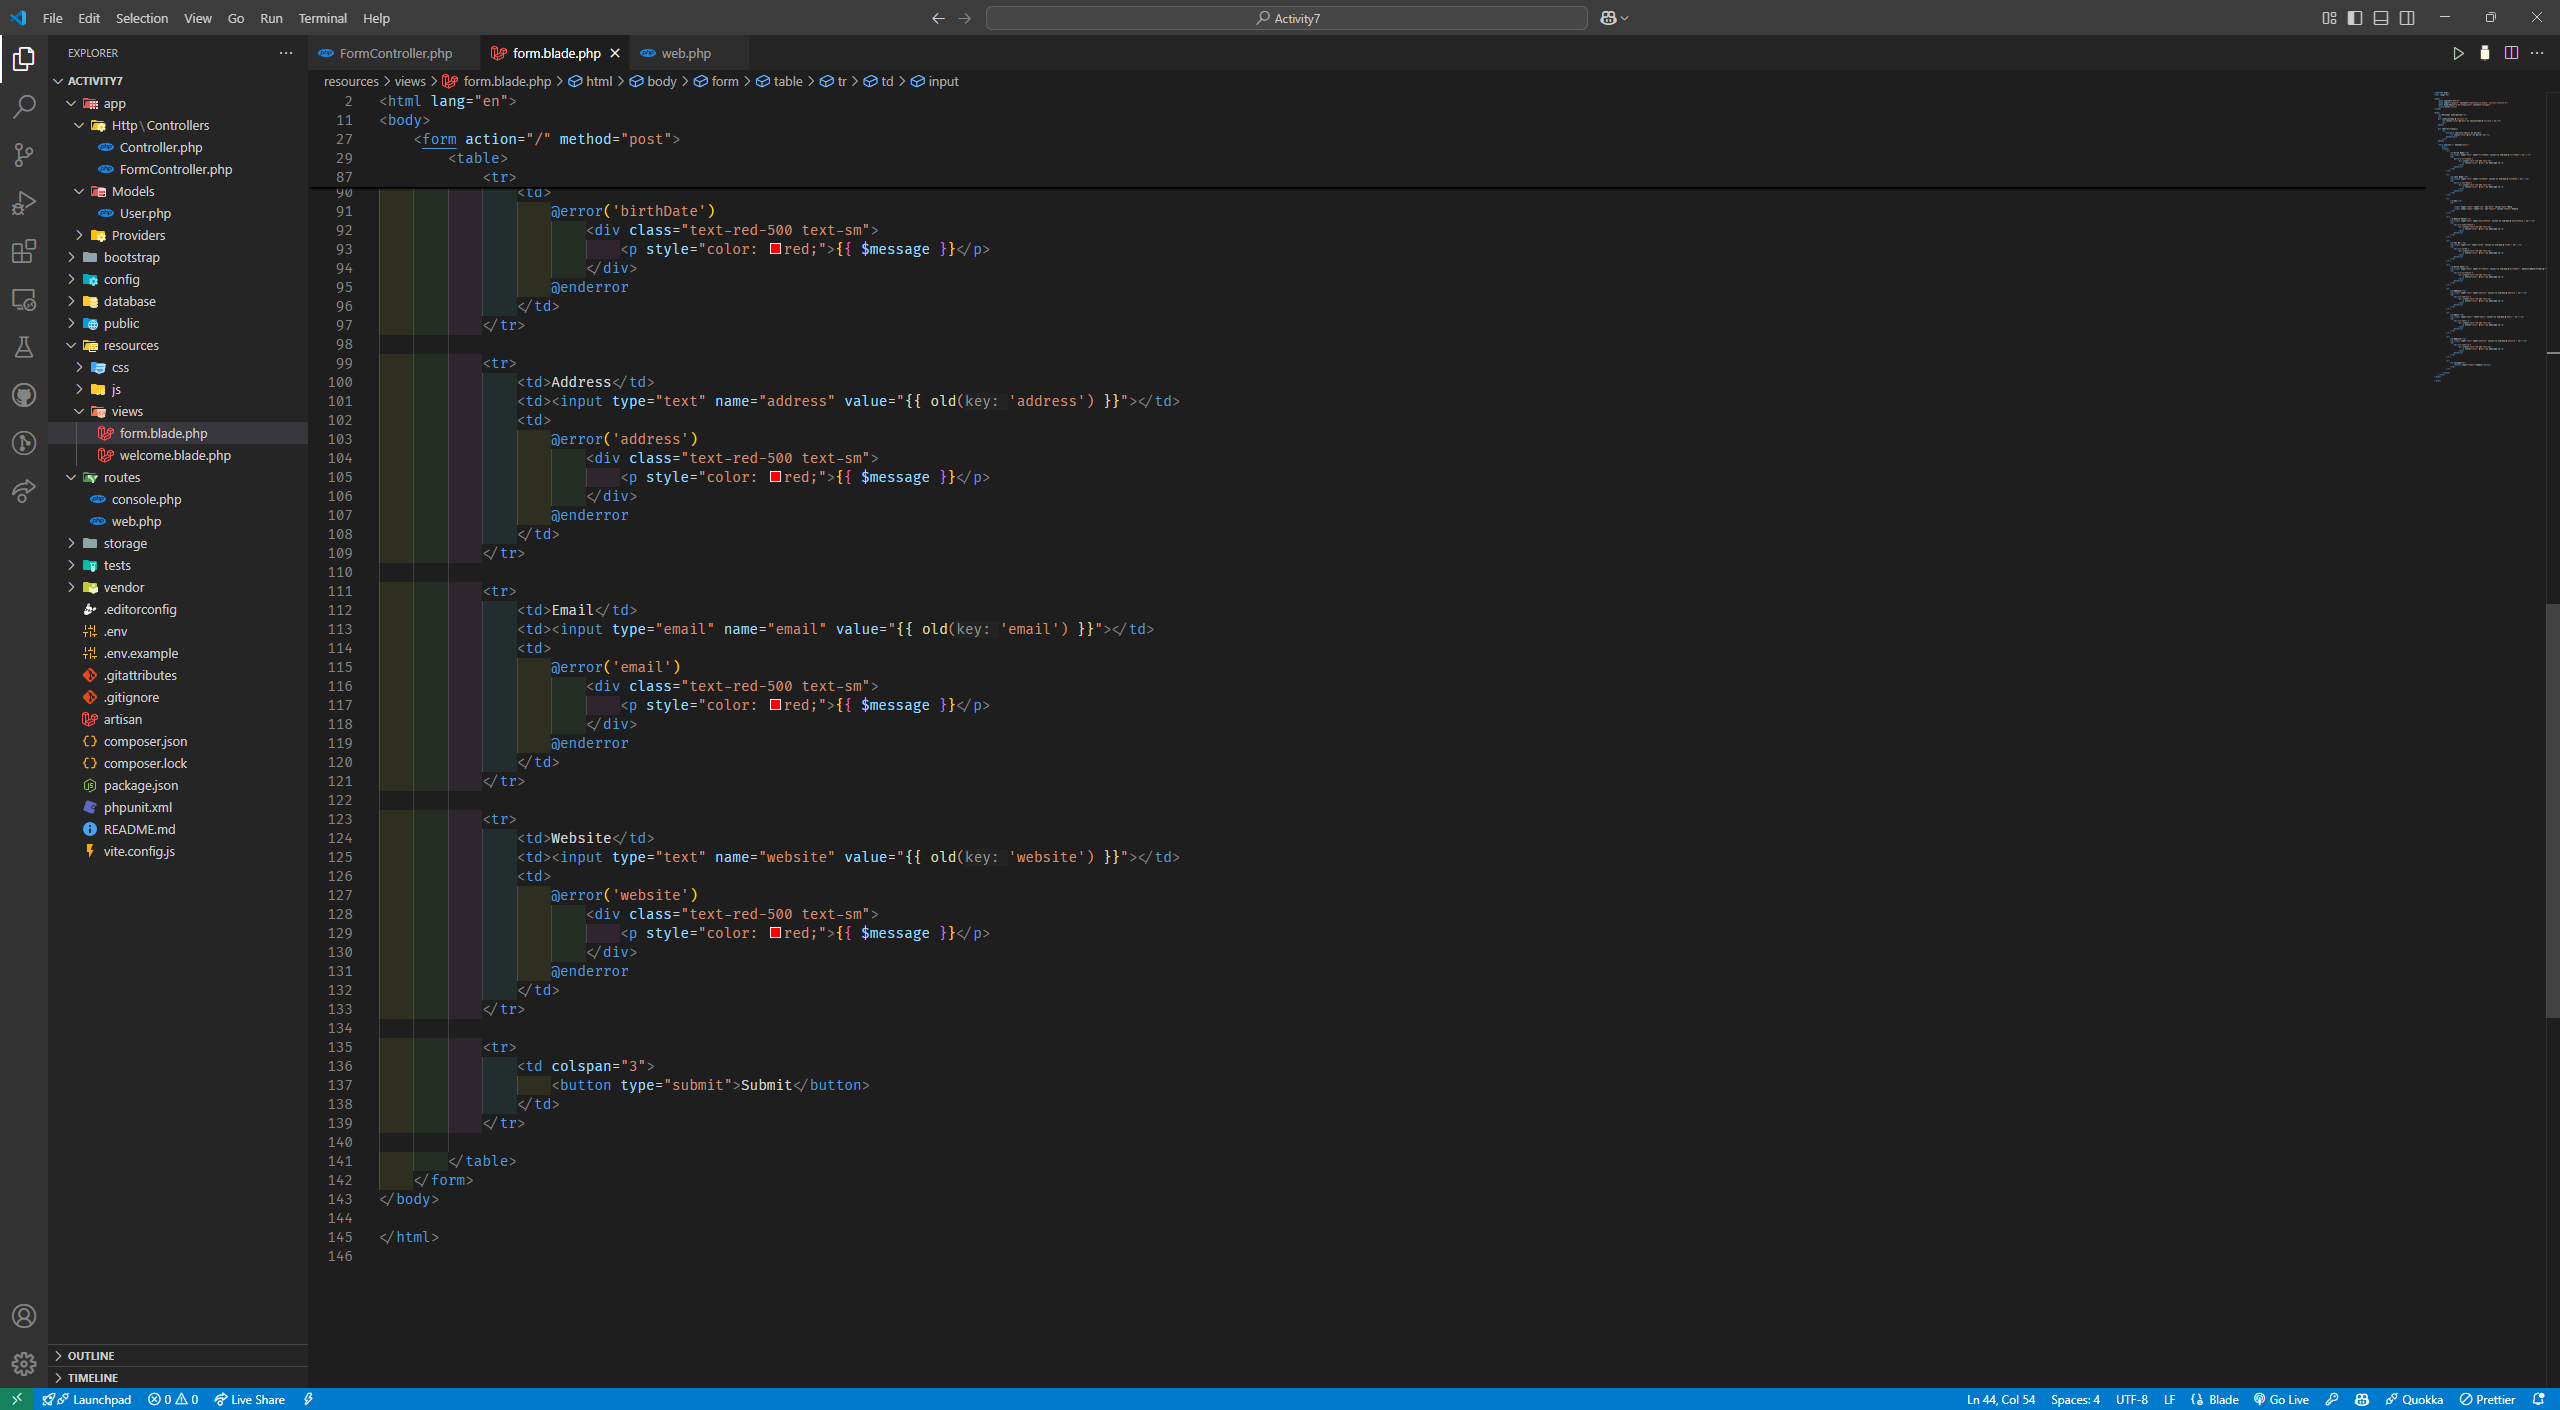 File Edit Selection View Go Run Terminal Help
Activity7
EXPLORER
ACTIVITY7
app
Http\Controllers
Controller.php
FormController.php
Models
User.php
Providers
bootstrap
config
database
public
resources
css
js
views
form.blade.php
welcome.blade.php
routes
console.php
web.php
storage
tests
vendor
.editorconfig
.env
.env.example
.gitattributes
.gitignore
artisan
composer.json
composer.lock
package.json
phpunit.xml
README.md
vite.config.js
OUTLINE
TIMELINE
FormController.php form.blade.php web.php
resources > views > form.blade.php > html > body > form > table > tr > td > input
2 <html lang="en">
11 <body>
27 <form action="/" method="post">
29 <table>
87 <tr>
90 <td>
91 @error('birthDate')
92 <div class="text-red-500 text-sm">
93 <p style="color: red;">{{ $message }}</p>
94 </div>
95 @enderror
96 </td>
97 </tr>
98
99 <tr>
100 <td>Address</td>
101 <td><input type="text" name="address" value="{{ old(key: 'address') }}"></td>
102 <td>
103 @error('address')
104 <div class="text-red-500 text-sm">
105 <p style="color: red;">{{ $message }}</p>
106 </div>
107 @enderror
108 </td>
109 </tr>
110
111 <tr>
112 <td>Email</td>
113 <td><input type="email" name="email" value="{{ old(key: 'email') }}"></td>
114 <td>
115 @error('email')
116 <div class="text-red-500 text-sm">
117 <p style="color: red;">{{ $message }}</p>
118 </div>
119 @enderror
120 </td>
121 </tr>
122
123 <tr>
124 <td>Website</td>
125 <td><input type="text" name="website" value="{{ old(key: 'website') }}"></td>
126 <td>
127 @error('website')
128 <div class="text-red-500 text-sm">
129 <p style="color: red;">{{ $message }}</p>
130 </div>
131 @enderror
132 </td>
133 </tr>
134
135 <tr>
136 <td colspan="3">
137 <button type="submit">Submit</button>
138 </td>
139 </tr>
140
141 </table>
142 </form>
143 </body>
144
145 </html>
146
Launchpad 0 0 Live Share Ln 44, Col 54 Spaces: 4 UTF-8 LF Blade Go Live Quokka Prettier